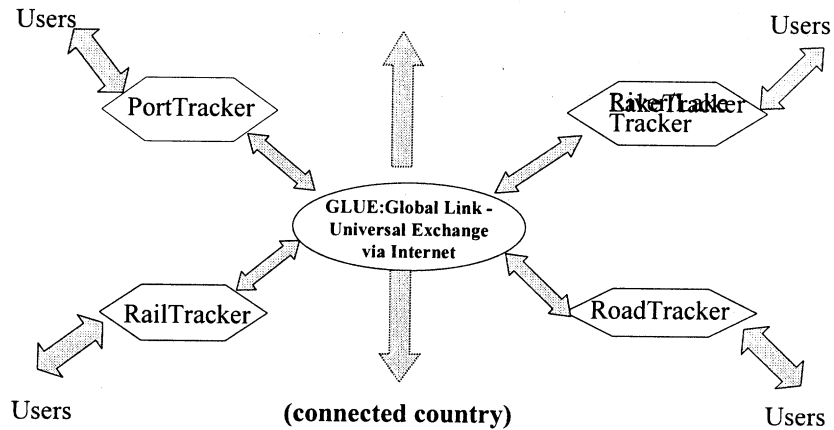 Users
Users
PortTracker
Tracker
GLUE:Global Link -
Universal Exchange
via Internet
RailTracker
RoadTracker
Users
(connected country)
Users